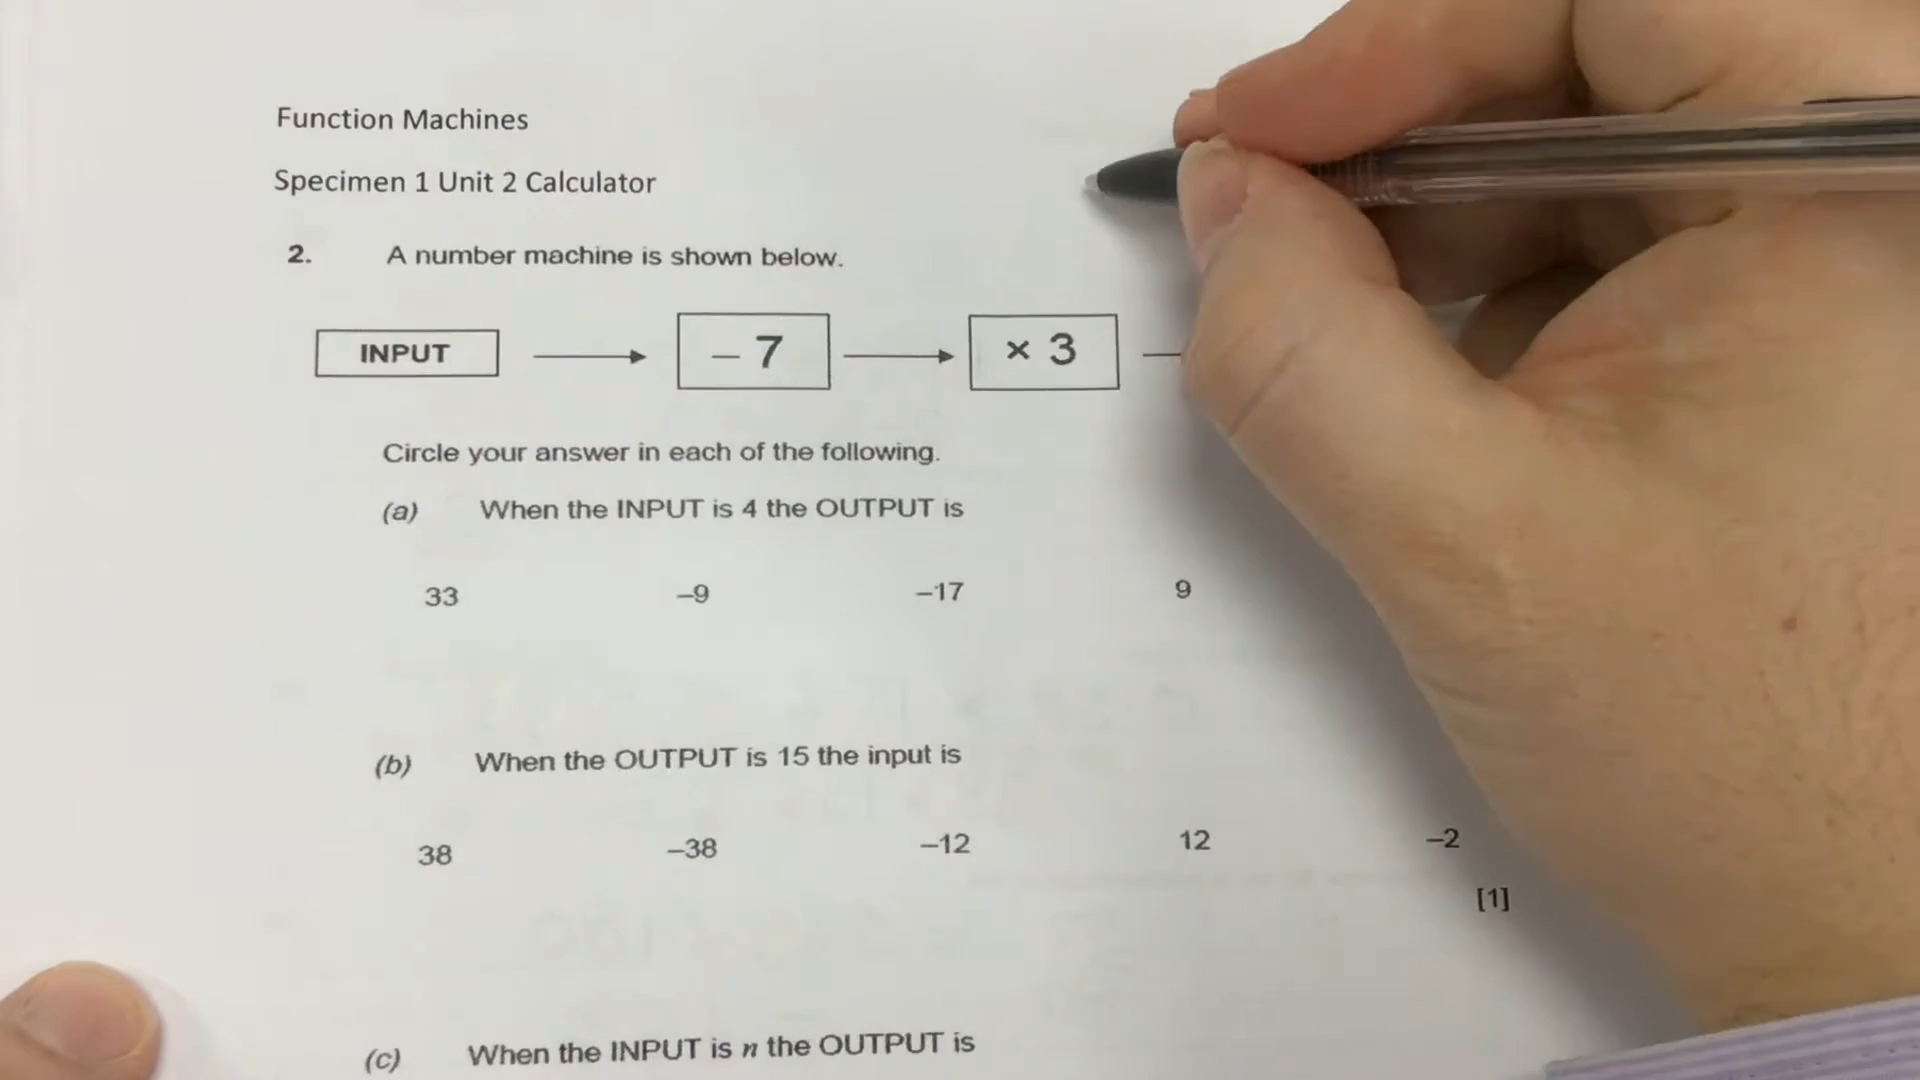 Function Machines
Specimen 1 Unit 2 Calculator
2. A number machine is shown below.
INPUT – 7 × 3
Circle your answer in each of the following.
(a) When the INPUT is 4 the OUTPUT is
33 –9 –17 9
(b) When the OUTPUT is 15 the input is
38 –38 –12 12 –2
[1]
(c) When the INPUT is n the OUTPUT is